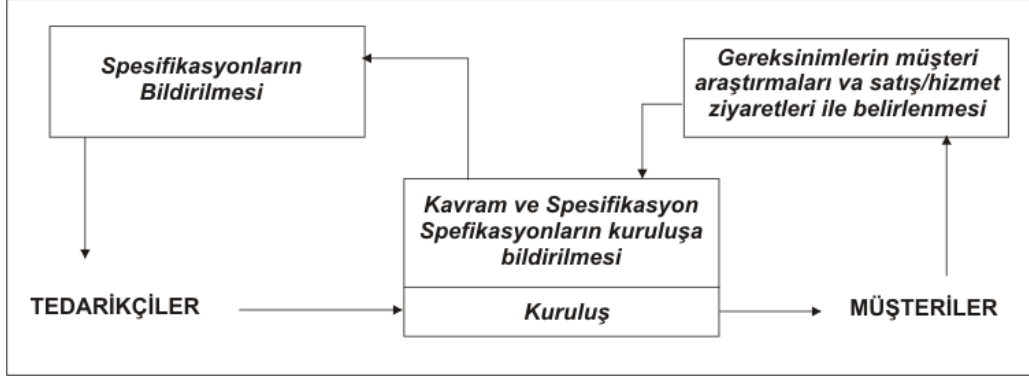 Spesifikasyonların
Bildirilmesi
Gereksinimlerin müşteri
araştırmaları va satış/hizmet
ziyaretleri ile belirlenmesi
Kavram ve Spesifikasyon
Spefikasyonların kuruluşa
bildirilmesi
TEDARİKÇİLER
Kuruluş
MÜŞTERİLER